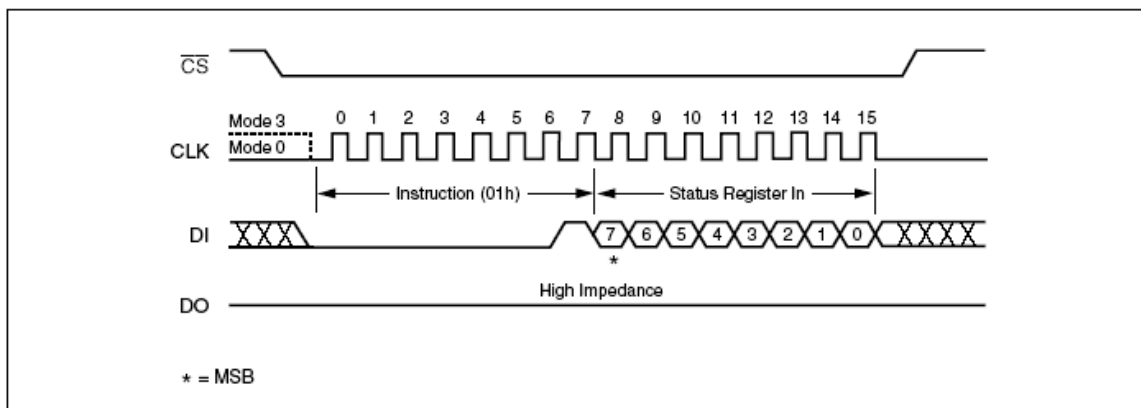 CS
0 1 2 3 4 5 6 7 8 9 10 11 12 13 14 15
Mode 3
CLK
Mode 0
Instruction (01h) Status Register In
DI 7 6 5 4 3 2 1 0
*
High Impedance
DO
* = MSB